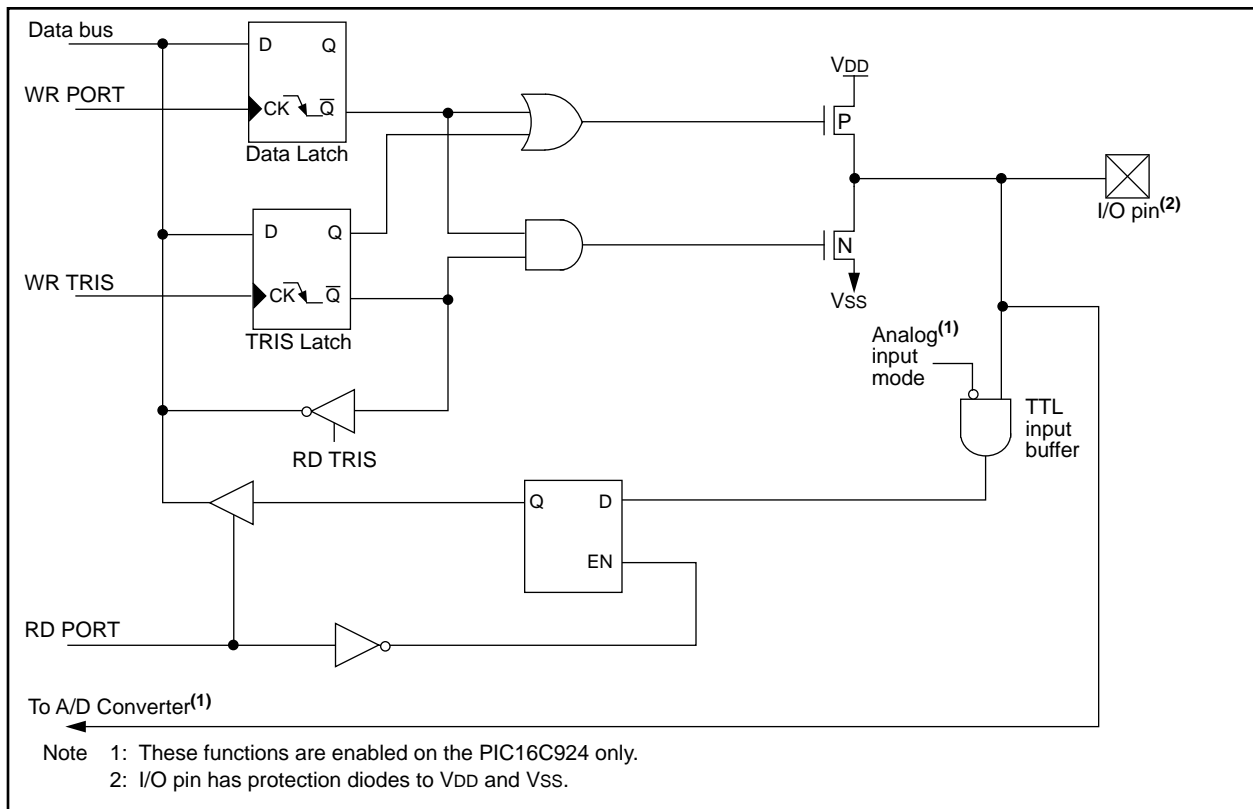 Data bus
D
Q
WR PORT
CK
Q̅
Data Latch
VDD
P
I/O pin(2)
D
Q
N
WR TRIS
CK
Q̅
VSS
TRIS Latch
Analog(1)
input
mode
TTL
input
buffer
RD TRIS
Q
D
EN
RD PORT
To A/D Converter(1)
Note 1: These functions are enabled on the PIC16C924 only.
2: I/O pin has protection diodes to VDD and VSS.